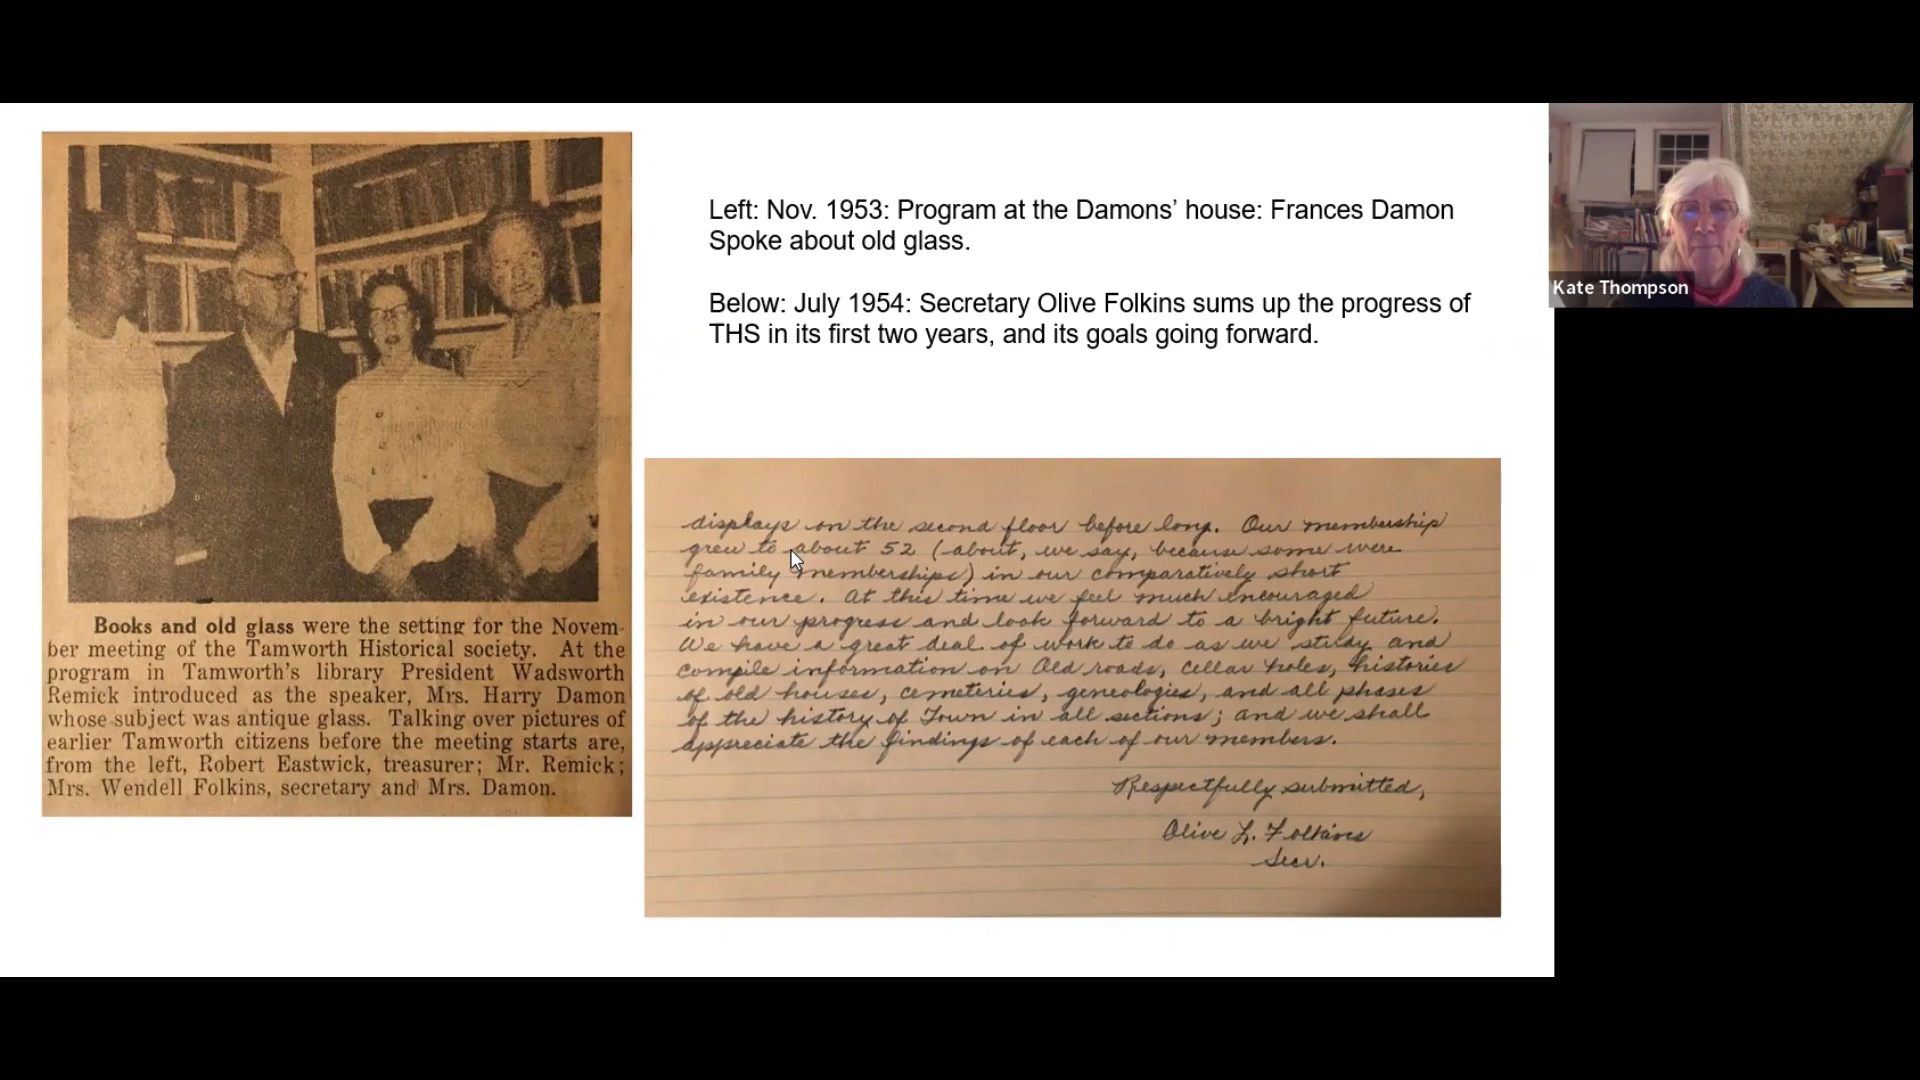 Left: Nov. 1953: Program at the Damons’ house: Frances Damon
Spoke about old glass.
Below: July 1954: Secretary Olive Folkins sums up the progress of
THS in its first two years, and its goals going forward.
Kate Thompson
Books and old glass were the setting for the Novem-
ber meeting of the Tamworth Historical society. At the
program in Tamworth's library President Wadsworth
Remick introduced as the speaker, Mrs. Harry Damon
whose subject was antique glass. Talking over pictures of
earlier Tamworth citizens before the meeting starts are,
from the left, Robert Eastwick, treasurer; Mr. Remick;
Mrs. Wendell Folkins, secretary and Mrs. Damon.
displays on the second floor before long. Our membership
grew to about 52 (about, we say, because some were
family memberships) in our comparatively short
existence. At this time we feel much encouraged
in our progress and look forward to a bright future.
We have a great deal of work to do as we study and
compile information on Old roads, cellar holes, histories
of old houses, cemeteries, geneologies, and all phases
of the history of Town in all sections; and we shall
appreciate the findings of each of our members.
Respectfully submitted,
Olive L. Folkins
Secr.